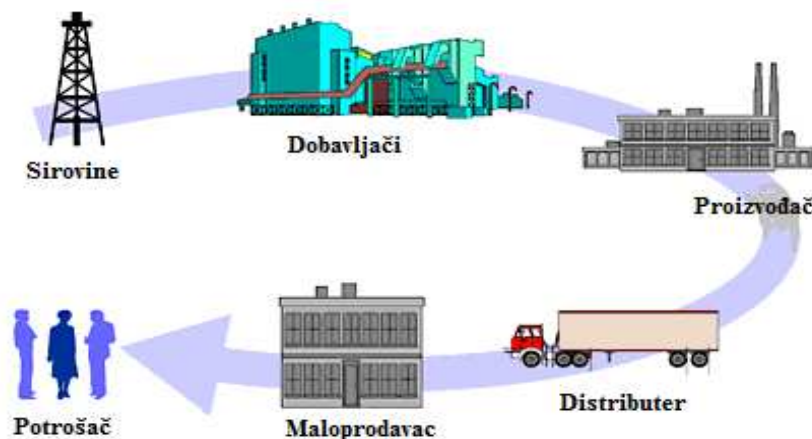 Sirovine
Dobavljači
Proizvođač
Distributer
Maloprodavac
Potrošač